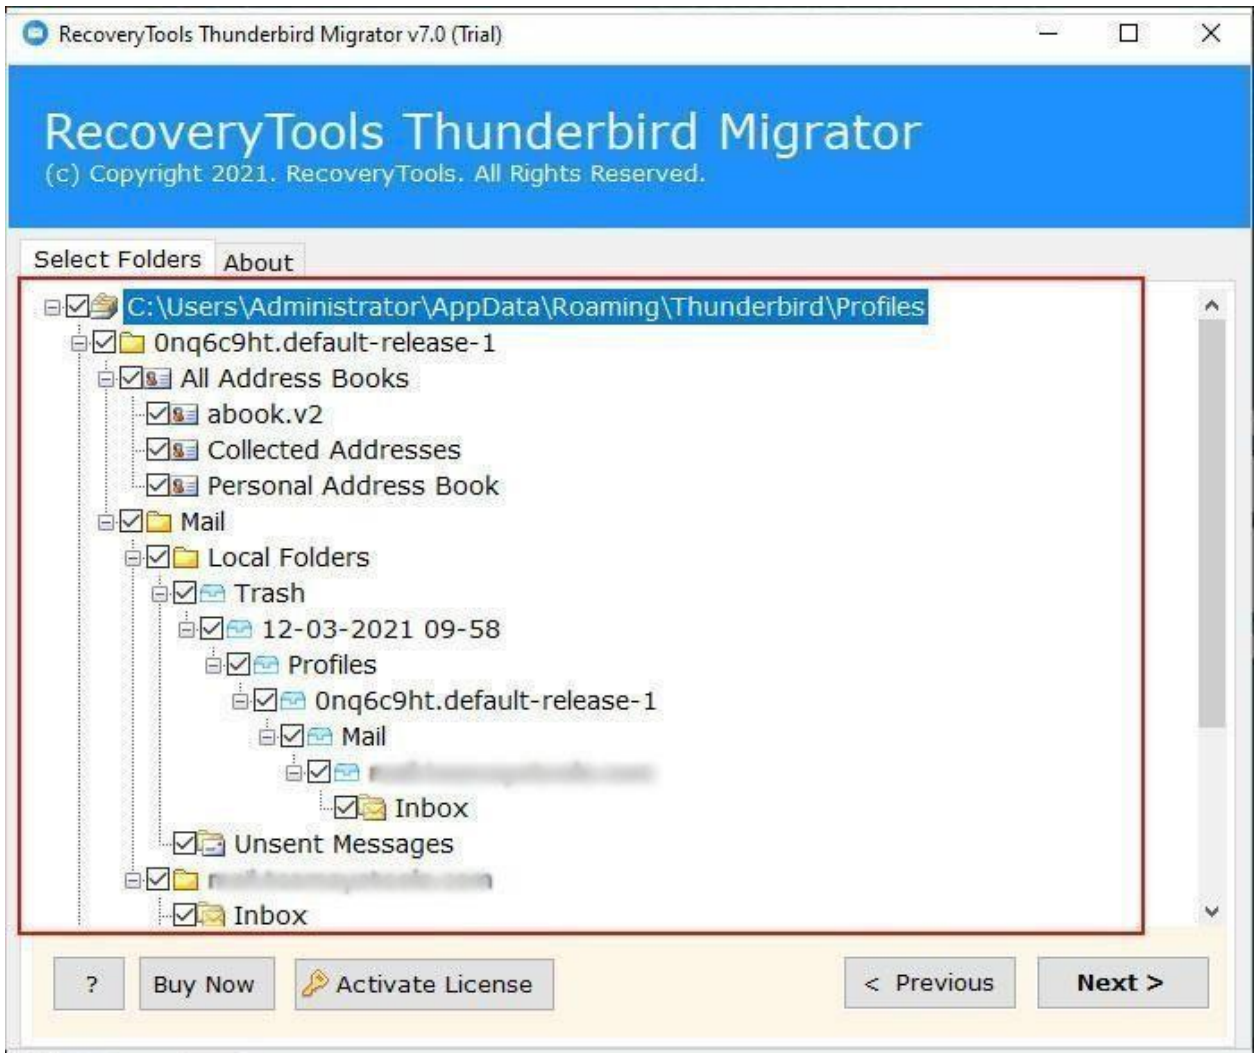 RecoveryTools Thunderbird Migrator v7.0 (Trial)
RecoveryTools Thunderbird Migrator
(c) Copyright 2021. RecoveryTools. All Rights Reserved.
Select Folders About
C:\Users\Administrator\AppData\Roaming\Thunderbird\Profiles
0nq6c9ht.default-release-1
All Address Books
abook.v2
Collected Addresses
Personal Address Book
Mail
Local Folders
Trash
12-03-2021 09-58
Profiles
0nq6c9ht.default-release-1
Mail
Inbox
Unsent Messages
Inbox
? Buy Now Activate License < Previous Next >